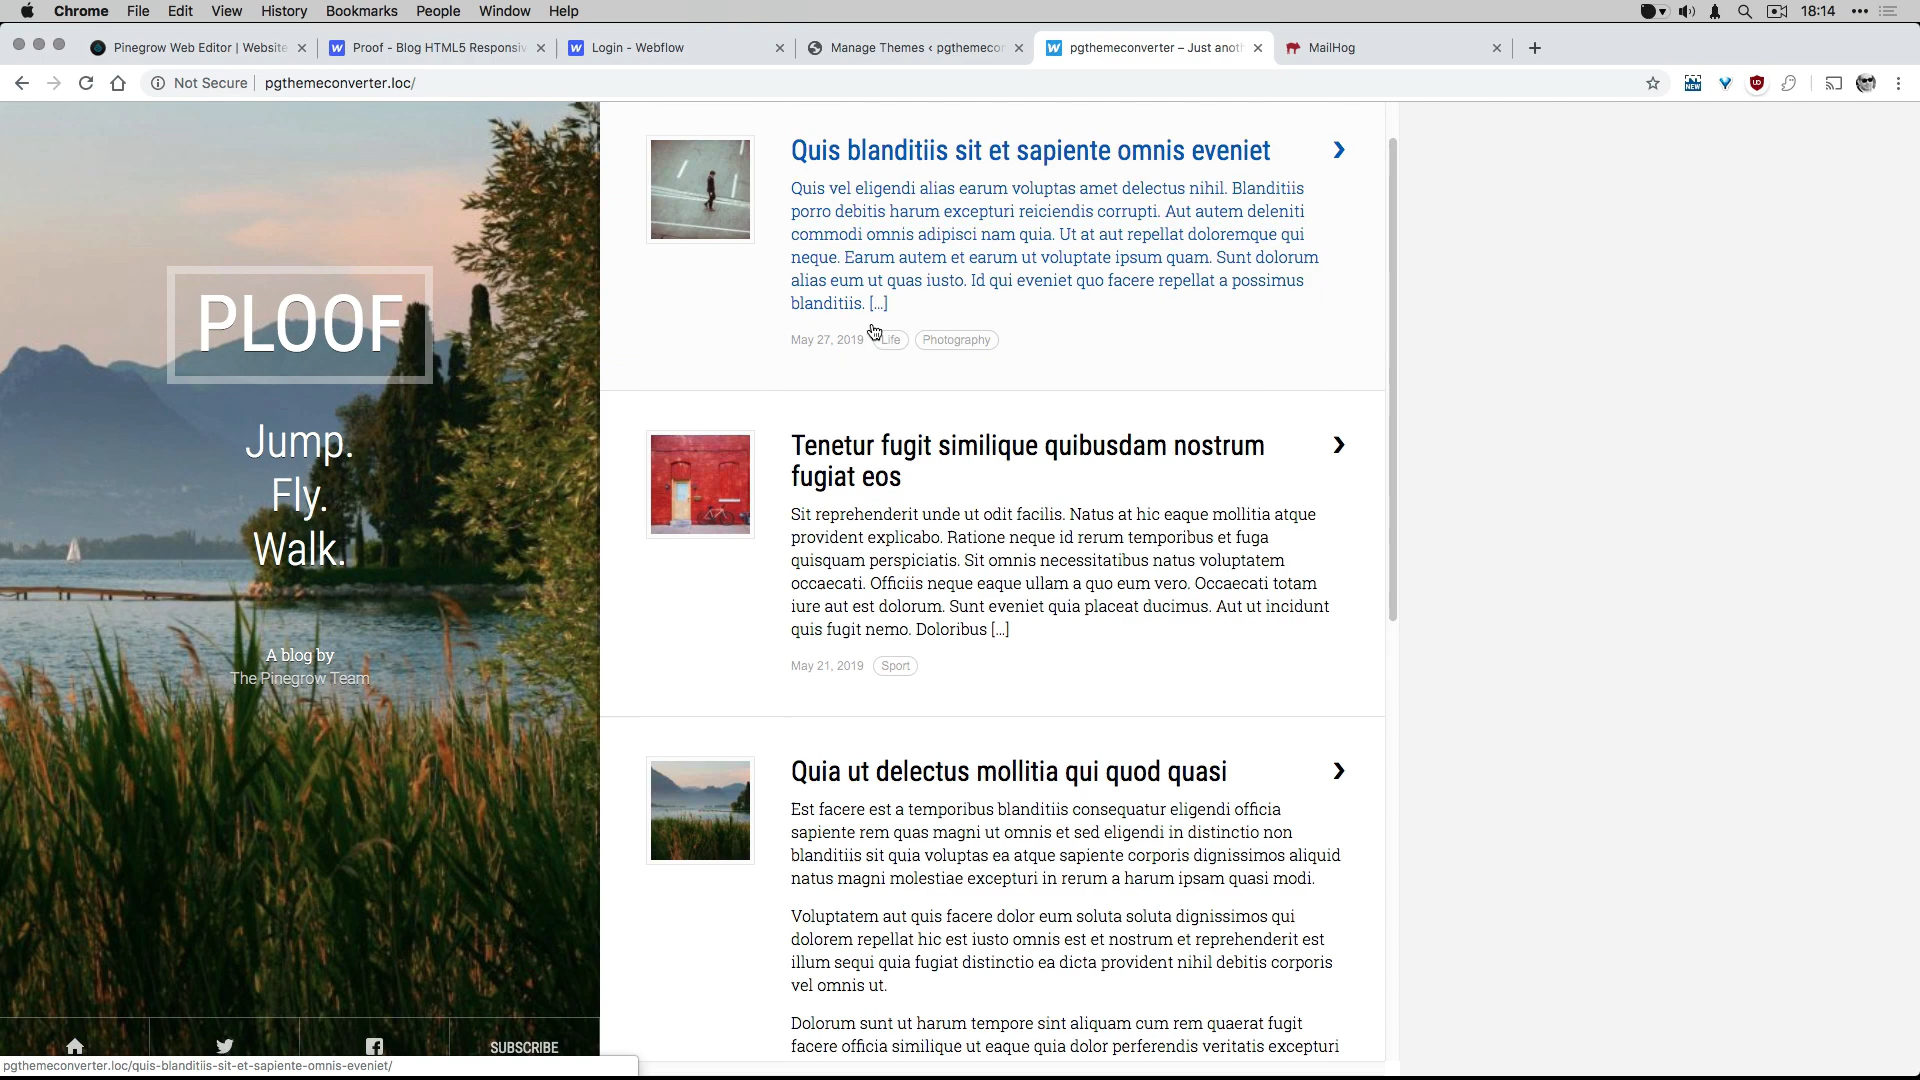 Chrome File Edit View History Bookmarks People Window Help 18:14
Pinegrow Web Editor | Website
Proof - Blog HTML5 Responsiv
Login - Webflow
Manage Themes ‹ pgthemecor
pgthemeconverter – Just anoth
MailHog
Not Secure pgthemeconverter.loc/
NEW
PLOOF
Jump.
Fly.
Walk.
A blog by
The Pinegrow Team
SUBSCRIBE
pgthemeconverter.loc/quis-blanditiis-sit-et-sapiente-omnis-eveniet/
Quis blanditiis sit et sapiente omnis eveniet
Quis vel eligendi alias earum voluptas amet delectus nihil. Blanditiis
porro debitis harum excepturi reiciendis corrupti. Aut autem deleniti
commodi omnis adipisci nam quia. Ut at aut repellat doloremque qui
neque. Earum autem et earum ut voluptate ipsum quam. Sunt dolorum
alias eum ut quas iusto. Id qui eveniet quo facere repellat a possimus
blanditiis. [...]
May 27, 2019 Life Photography
Tenetur fugit similique quibusdam nostrum
fugiat eos
Sit reprehenderit unde ut odit facilis. Natus at hic eaque mollitia atque
provident explicabo. Ratione neque id rerum temporibus et fuga
quisquam perspiciatis. Sit omnis necessitatibus natus voluptatem
occaecati. Officiis neque eaque ullam a quo eum vero. Occaecati totam
iure aut est dolorum. Sunt eveniet quia placeat ducimus. Aut ut incidunt
quis fugit nemo. Doloribus [...]
May 21, 2019 Sport
Quia ut delectus mollitia qui quod quasi
Est facere est a temporibus blanditiis consequatur eligendi officia
sapiente rem quas magni ut omnis et sed eligendi in distinctio non
blanditiis sit quia voluptas ea atque sapiente corporis dignissimos aliquid
natus magni molestiae excepturi in rerum a harum ipsam quasi modi.
Voluptatem aut quis facere dolor eum soluta soluta dignissimos qui
dolorem repellat hic est iusto omnis est et nostrum et reprehenderit est
illum sequi quia fugiat distinctio ea dicta provident nihil debitis corporis
vel omnis ut.
Dolorum sunt ut harum tempore sint aliquam cum rem quaerat fugit
facere officia similique ut eaque quia dolor perferendis veritatis excepturi